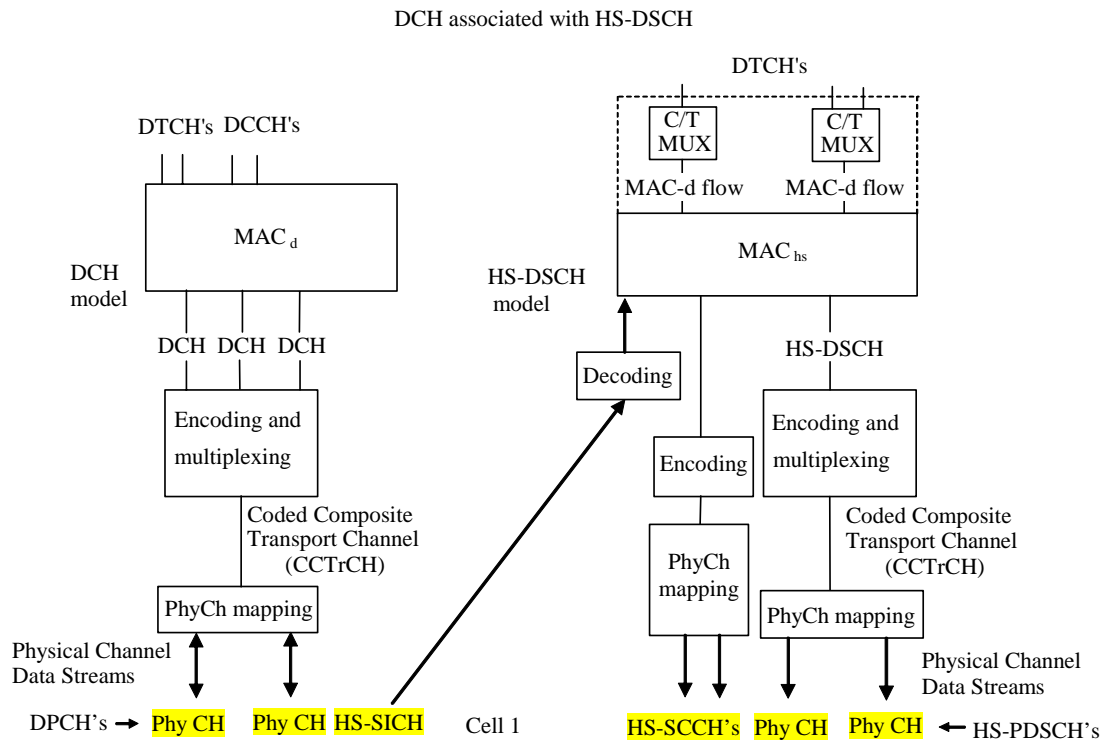 DCH associated with HS-DSCH
DTCH's
DTCH's DCCH's
C/T
MUX
C/T
MUX
MAC-d flow
MAC-d flow
MAC d
MAC hs
DCH
model
HS-DSCH
model
DCH DCH DCH
HS-DSCH
Decoding
Encoding and
multiplexing
Encoding
Encoding and
multiplexing
Coded Composite
Transport Channel
(CCTrCH)
Coded Composite
Transport Channel
(CCTrCH)
PhyCh
mapping
PhyCh mapping
PhyCh mapping
Physical Channel
Data Streams
Physical Channel
Data Streams
DPCH's
Phy CH
Phy CH
HS-SICH
Cell 1
HS-SCCH's
Phy CH
Phy CH
HS-PDSCH's